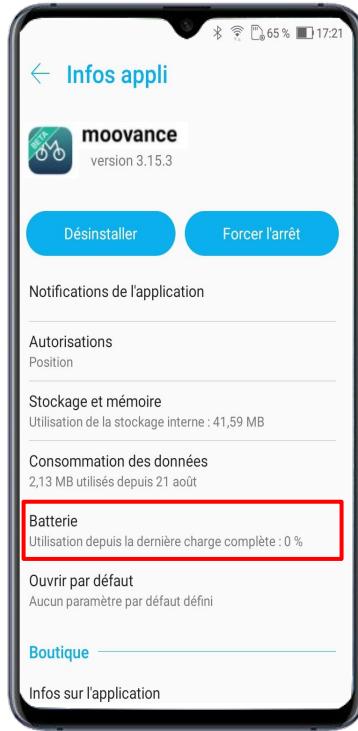 65 % 17:21
Infos appli
BETA
moovance
version 3.15.3
Désinstaller
Forcer l'arrêt
Notifications de l'application
Autorisations
Position
Stockage et mémoire
Utilisation de la stockage interne : 41,59 MB
Consommation des données
2,13 MB utilisés depuis 21 août
Batterie
Utilisation depuis la dernière charge complète : 0 %
Ouvrir par défaut
Aucun paramètre par défaut défini
Boutique
Infos sur l'application